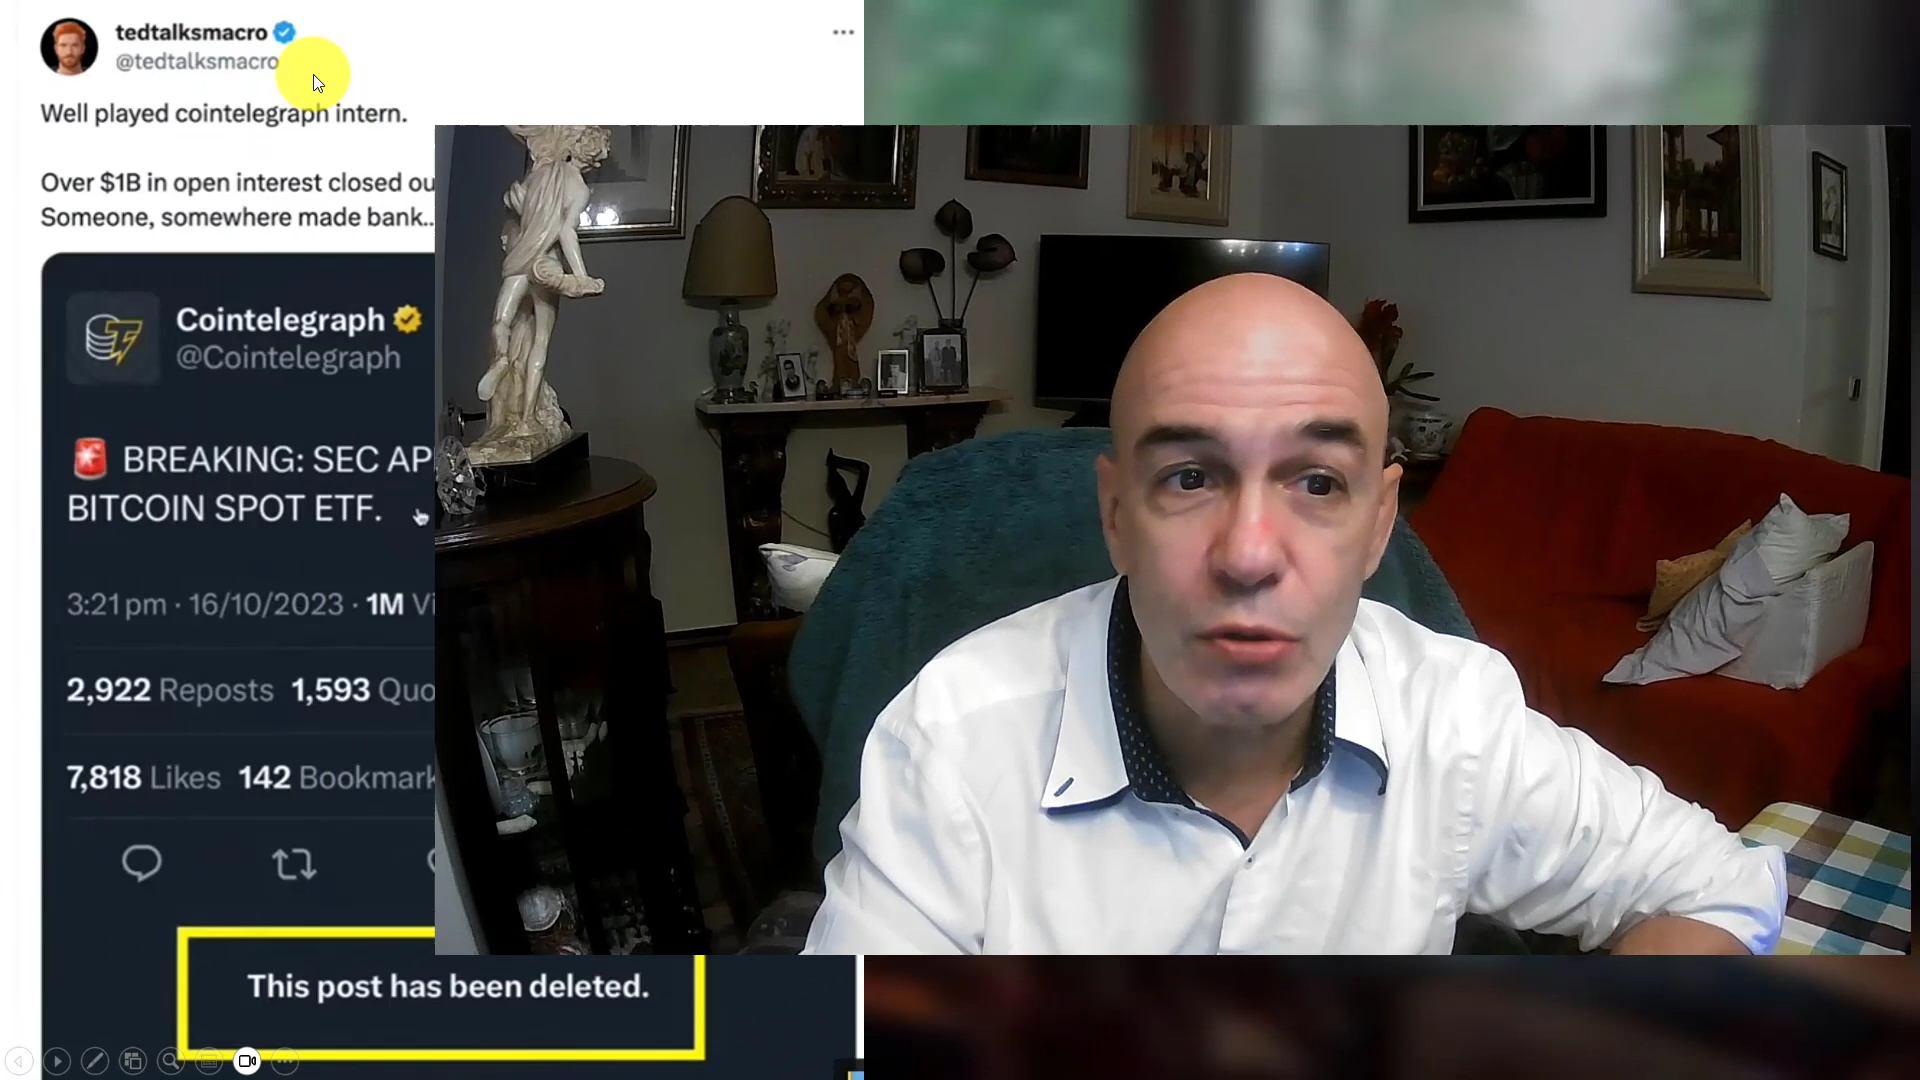 tedtalksmacro
@tedtalksmacro
Well played cointelegraph intern.
Over $1B in open interest closed ou
Someone, somewhere made bank..
Cointelegraph
@Cointelegraph
BREAKING: SEC AP
BITCOIN SPOT ETF.
3:21 pm · 16/10/2023 · 1M Vi
2,922 Reposts 1,593 Quo
7,818 Likes 142 Bookmark
This post has been deleted.